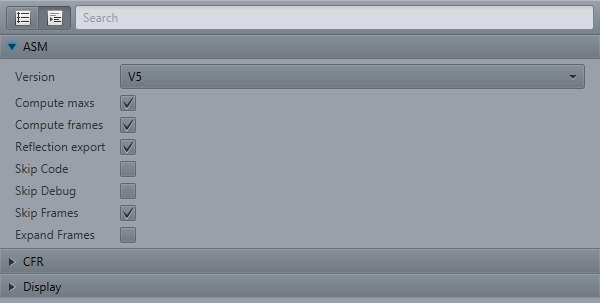 Search
ASM
Version V5
Compute maxs
Compute frames
Reflection export
Skip Code
Skip Debug
Skip Frames
Expand Frames
CFR
Display